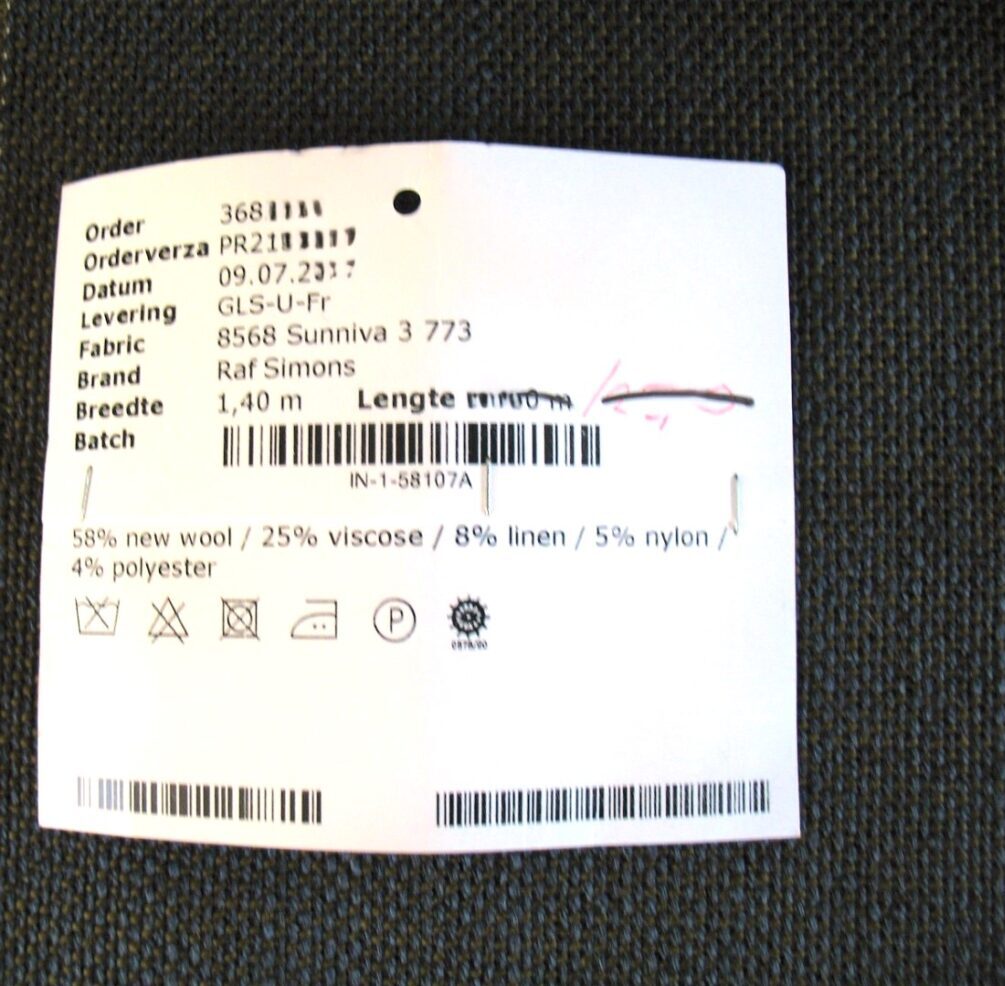 Order 368
Orderverza PR21
Datum 09.07.2
Levering GLS-U-Fr
Fabric 8568 Sunniva 3 773
Brand Raf Simons
Breedte 1,40 m Lengte
Batch
IN-1-58107A
58% new wool / 25% viscose / 8% linen / 5% nylon /
4% polyester
P